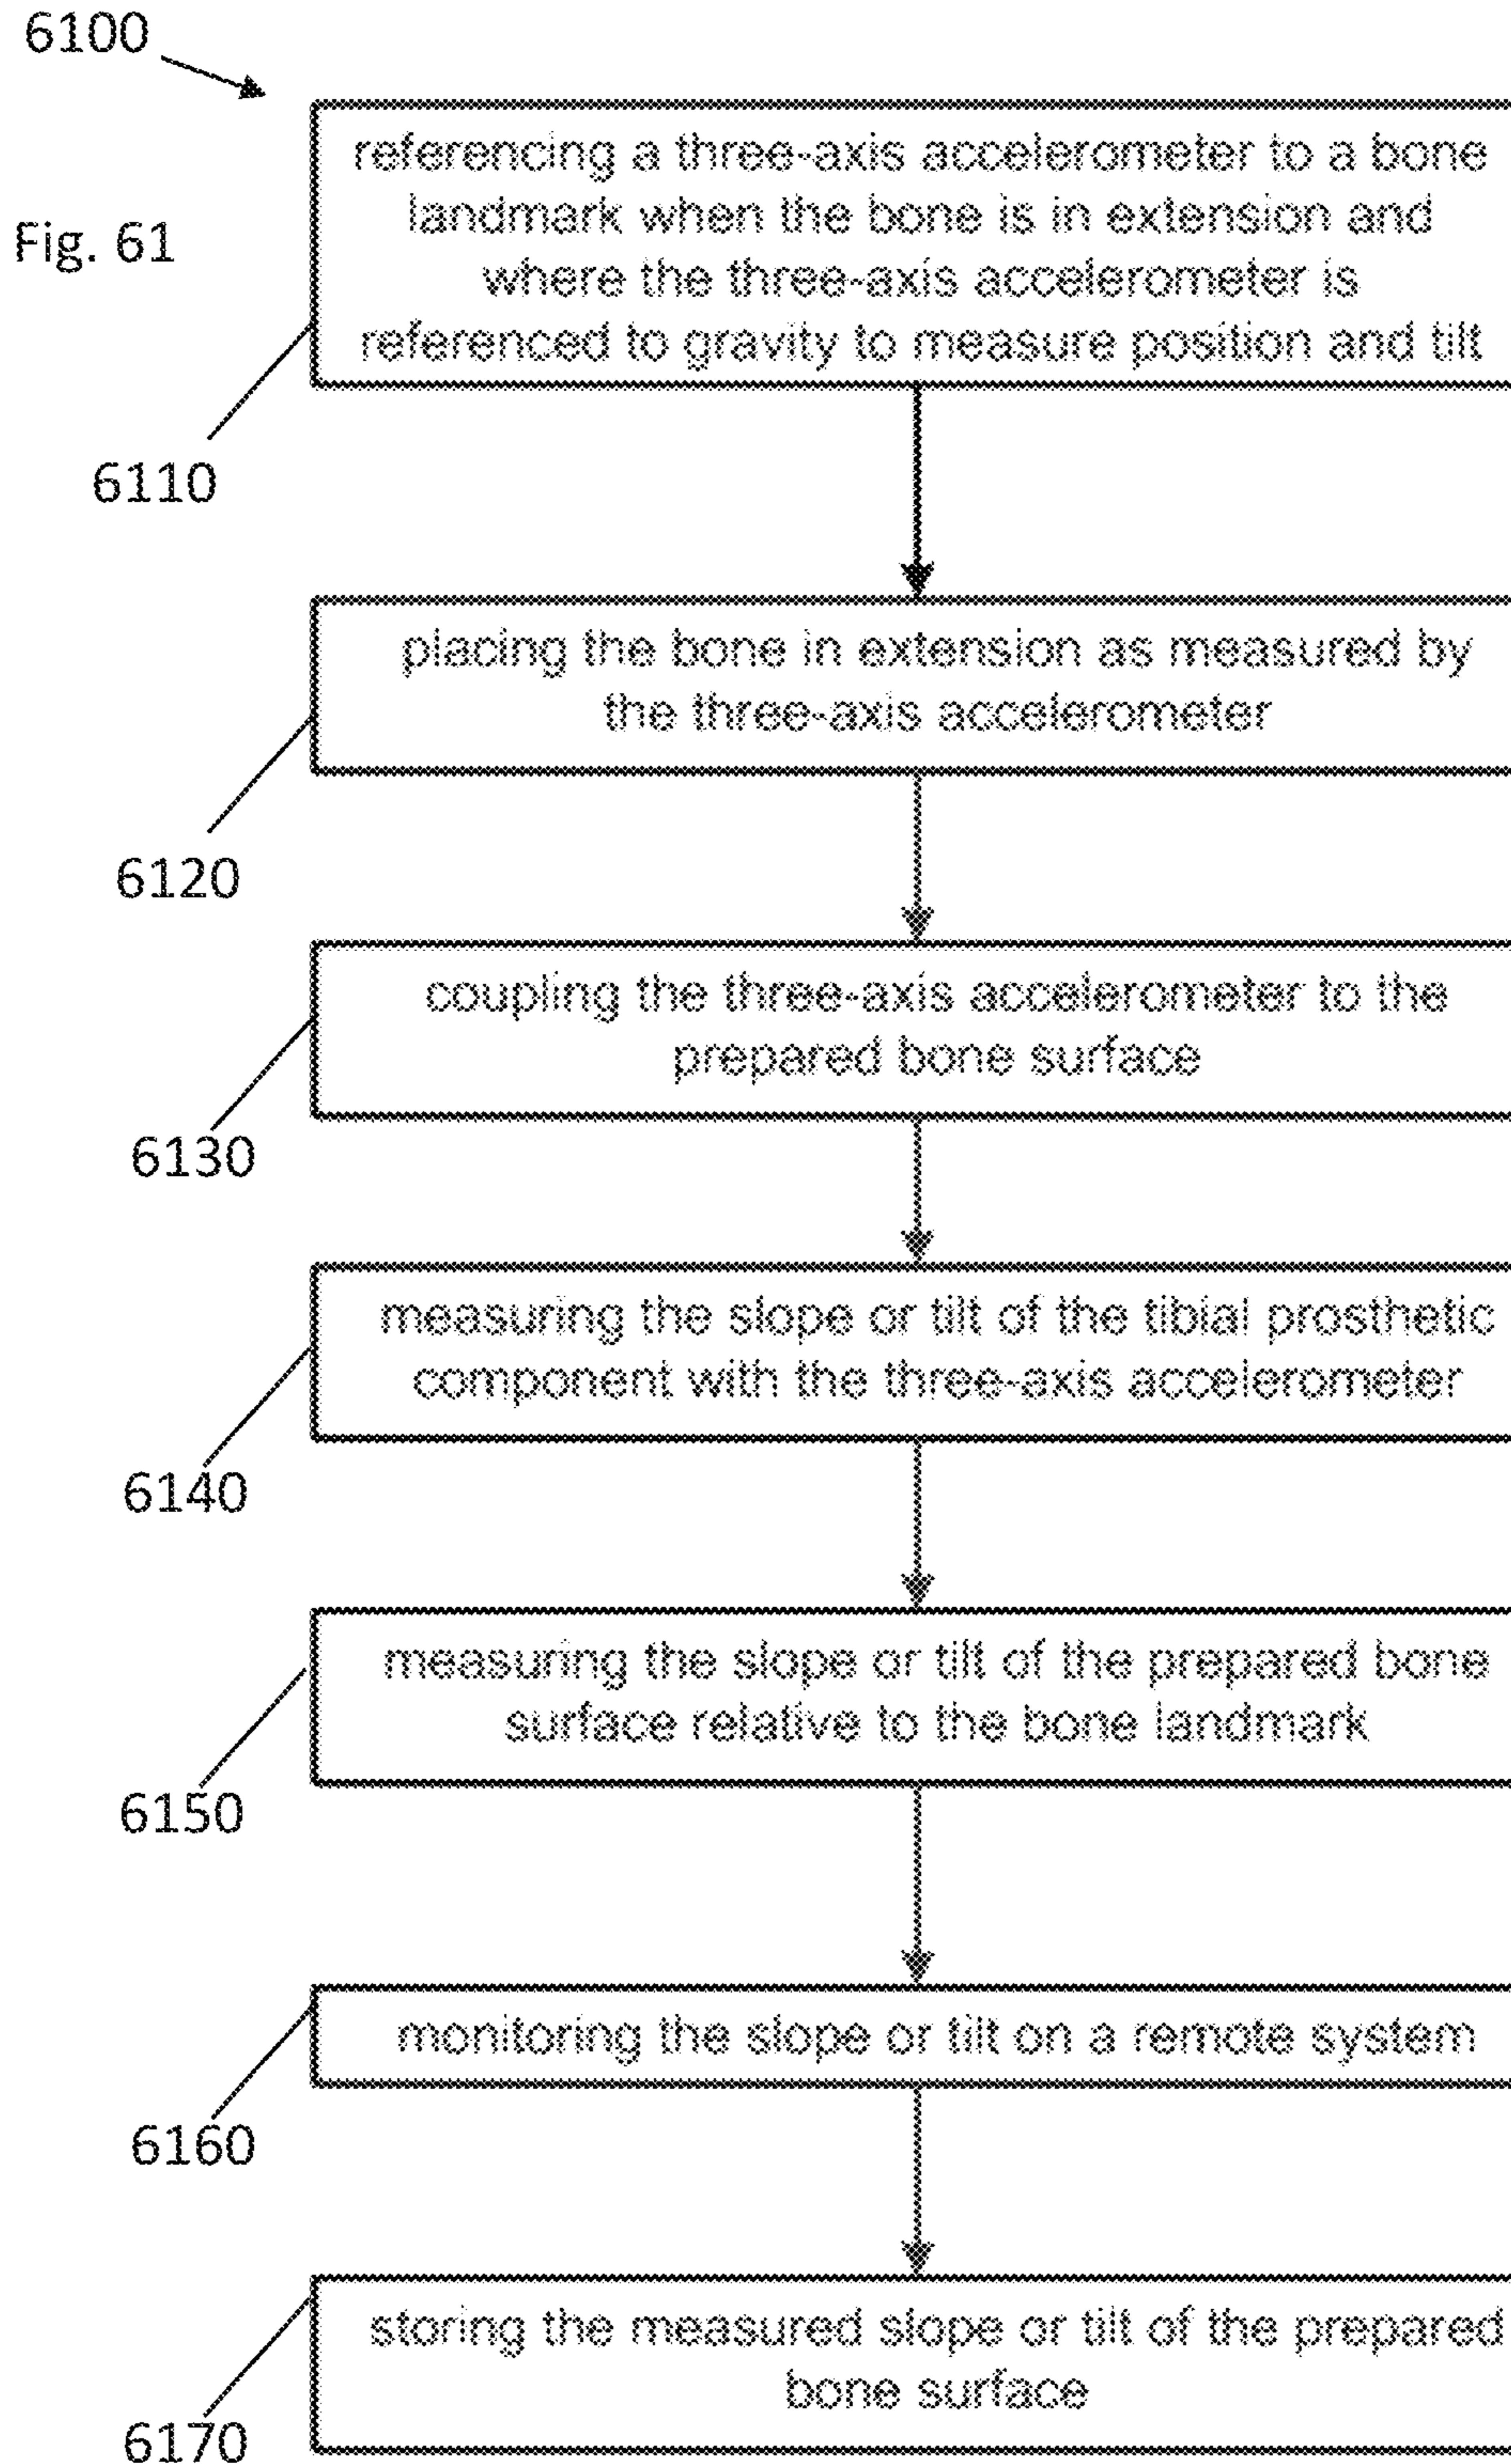 6100
Fig. 61
referencing a three-axis accelerometer to a bone
landmark when the bone is in extension and
where the three-axis accelerometer is
referenced to gravity to measure position and tilt
6110
placing the bone in extension as measured by
the three-axis accelerometer
6120
coupling the three-axis accelerometer to the
prepared bone surface
6130
measuring the slope or tilt of the tibial prosthetic
component with the three-axis accelerometer
6140
measuring the slope or tilt of the prepared bone
surface relative to the bone landmark
6150
monitoring the slope or tilt on a remote system
6160
storing the measured slope or tilt of the prepared
bone surface
6170